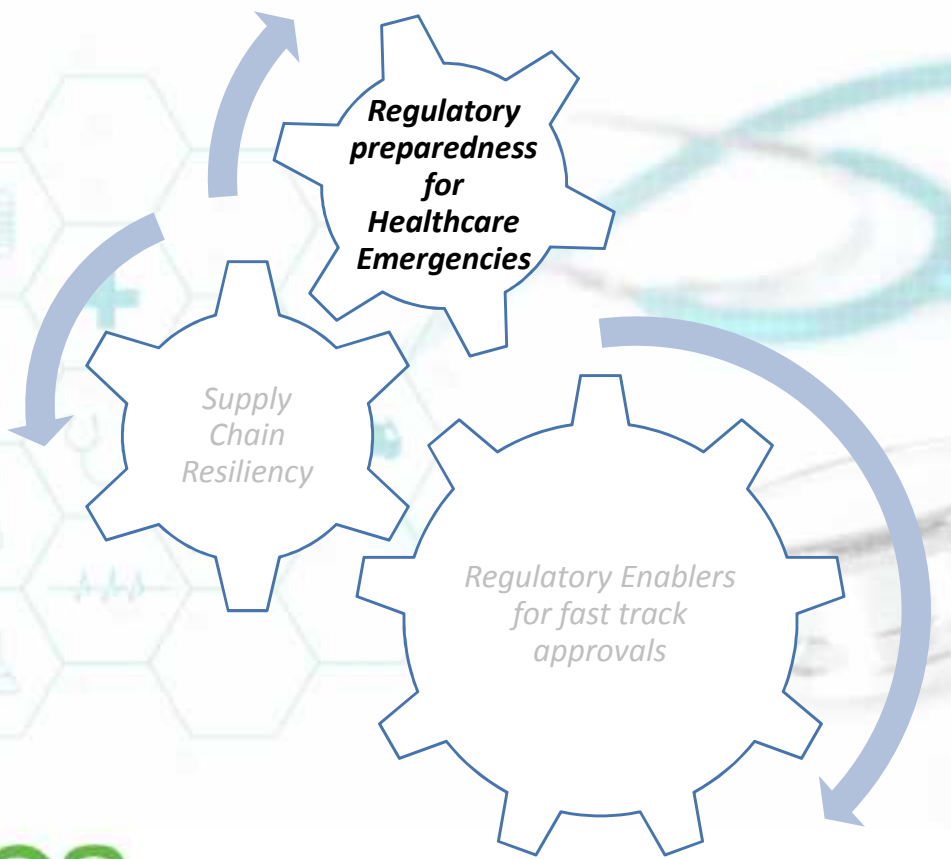 Regulatory
preparedness
for
Healthcare
Emergencies
Supply
Chain
Resiliency
Regulatory Enablers
for fast track
approvals